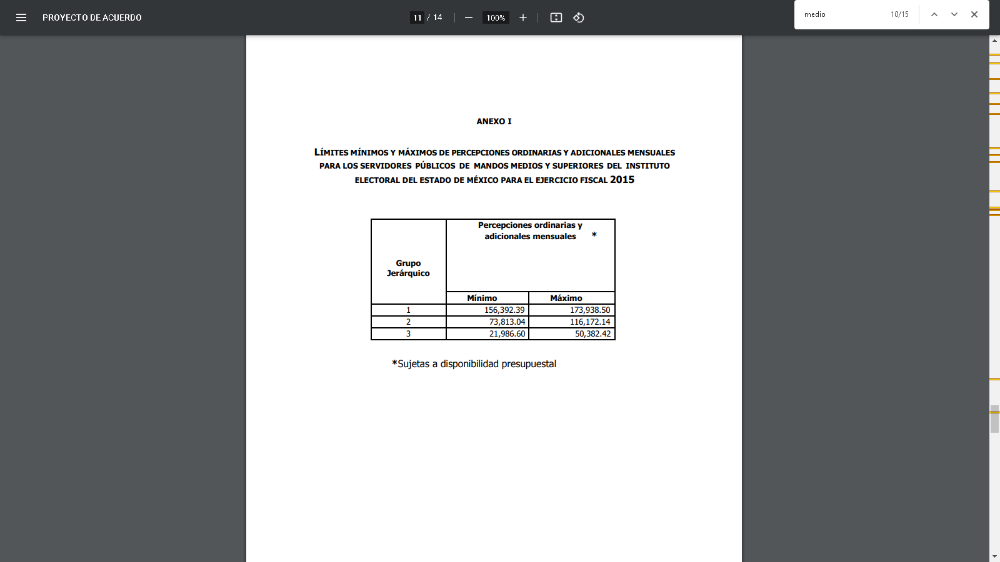 PROYECTO DE ACUERDO
11 / 14
100%
medio
10/15
ANEXO I
LÍMITES MÍNIMOS Y MÁXIMOS DE PERCEPCIONES ORDINARIAS Y ADICIONALES MENSUALES
PARA LOS SERVIDORES PÚBLICOS DE MANDOS MEDIOS Y SUPERIORES DEL INSTITUTO
ELECTORAL DEL ESTADO DE MÉXICO PARA EL EJERCICIO FISCAL 2015
Grupo
Jerárquico
Percepciones ordinarias y
adicionales mensuales *
Mínimo Máximo
1 156,392.39 173,938.50
2 73,813.04 116,172.14
3 21,986.60 50,382.42
*Sujetas a disponibilidad presupuestal